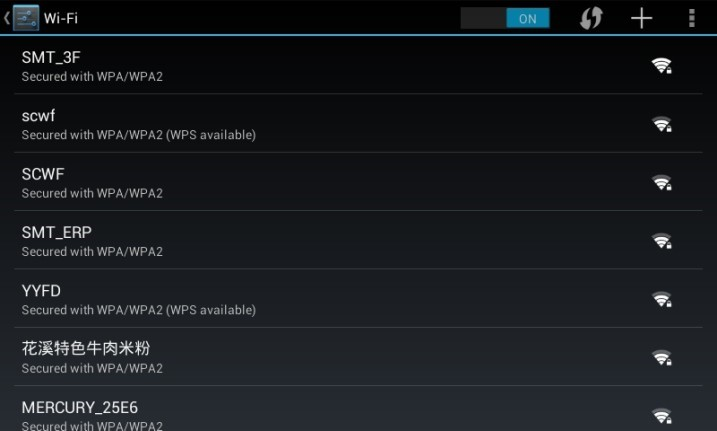 Wi-Fi
ON
SMT_3F
Secured with WPA/WPA2
scwf
Secured with WPA/WPA2 (WPS available)
SCWF
Secured with WPA/WPA2
SMT_ERP
Secured with WPA/WPA2
YYFD
Secured with WPA/WPA2 (WPS available)
花溪特色牛肉米粉
Secured with WPA/WPA2
MERCURY_25E6
Secured with WPA/WPA2